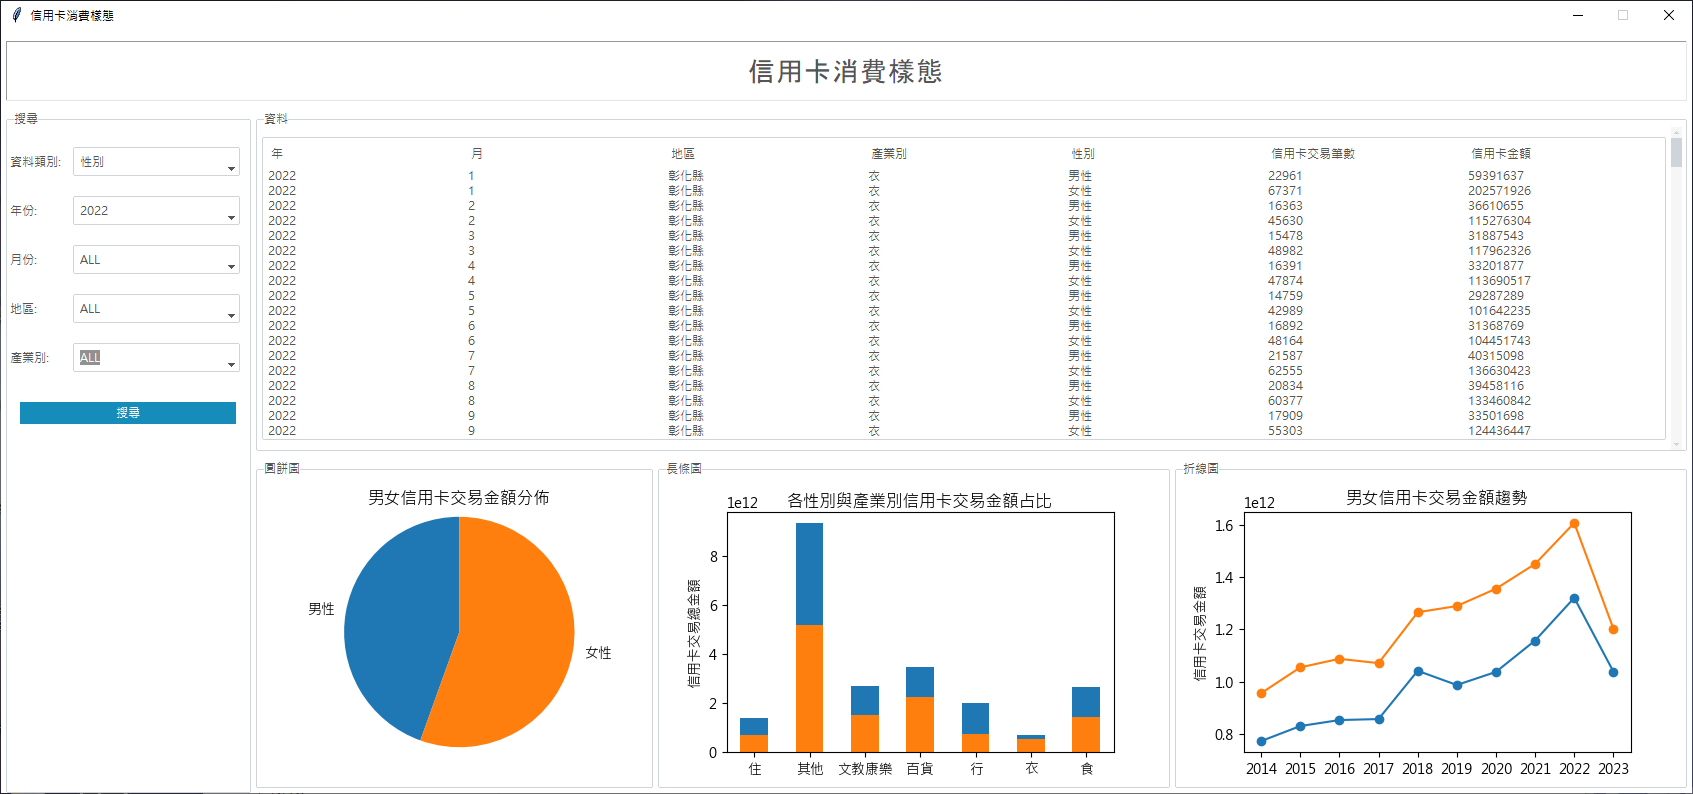 信用卡消費樣態
信用卡消費樣態
搜尋
資料類別: 性別
年份: 2022
月份: ALL
地區: ALL
產業別: ALL
搜尋
資料
年 月 地區 產業別 性別 信用卡交易筆數 信用卡金額
2022 1 彰化縣 衣 男性 22961 59391637
2022 1 彰化縣 衣 女性 67371 202571926
2022 2 彰化縣 衣 男性 16363 36610655
2022 2 彰化縣 衣 女性 45630 115276304
2022 3 彰化縣 衣 男性 15478 31887543
2022 3 彰化縣 衣 女性 48982 117962326
2022 4 彰化縣 衣 男性 16391 33201877
2022 4 彰化縣 衣 女性 47874 113690517
2022 5 彰化縣 衣 男性 14759 29287289
2022 5 彰化縣 衣 女性 42989 101642235
2022 6 彰化縣 衣 男性 16892 31368769
2022 6 彰化縣 衣 女性 48164 104451743
2022 7 彰化縣 衣 男性 21587 40315098
2022 7 彰化縣 衣 女性 62555 136630423
2022 8 彰化縣 衣 男性 20834 39458116
2022 8 彰化縣 衣 女性 60377 133460842
2022 9 彰化縣 衣 男性 17909 33501698
2022 9 彰化縣 衣 女性 55303 124436447
圓餅圖
男女信用卡交易金額分佈
男性
女性
長條圖
1e12
各性別與產業別信用卡交易金額占比
信用卡交易總金額
8
6
4
2
0
住 其他 文教康樂 百貨 行 衣 食
折線圖
1e12
男女信用卡交易金額趨勢
信用卡交易金額
1.6
1.4
1.2
1.0
0.8
2014 2015 2016 2017 2018 2019 2020 2021 2022 2023